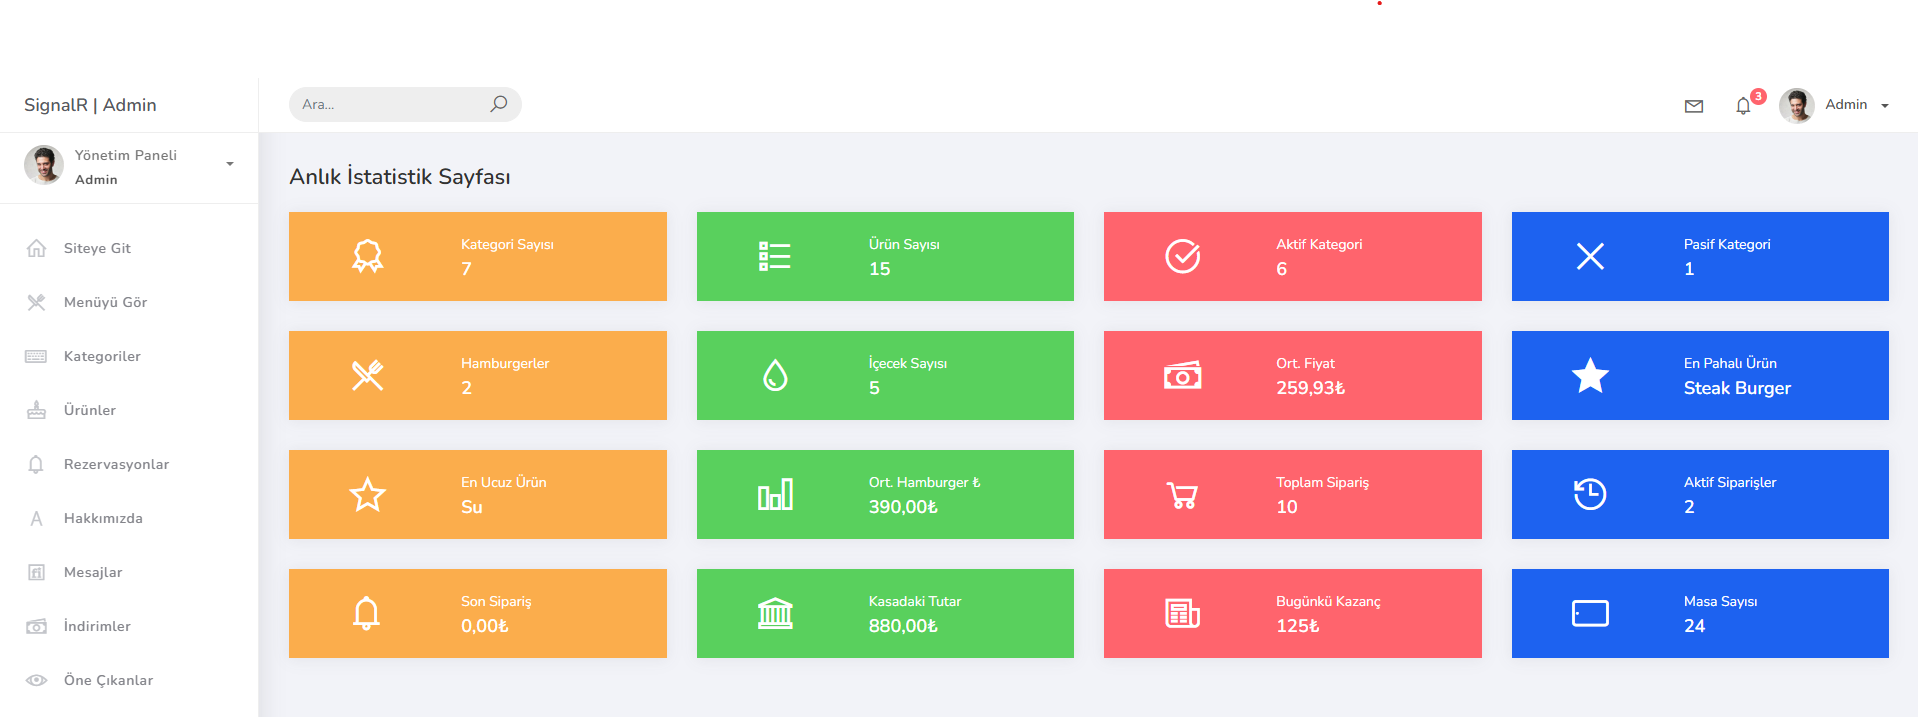 SignalR | Admin
Ara...
3
Admin
Yönetim Paneli
Admin
Siteye Git
Menüyü Gör
Kategoriler
Ürünler
Rezervasyonlar
Hakkımızda
Mesajlar
İndirimler
Öne Çıkanlar
Anlık İstatistik Sayfası
Kategori Sayısı
7
Ürün Sayısı
15
Aktif Kategori
6
Pasif Kategori
1
Hamburgerler
2
İçecek Sayısı
5
Ort. Fiyat
259,93₺
En Pahalı Ürün
Steak Burger
En Ucuz Ürün
Su
Ort. Hamburger ₺
390,00₺
Toplam Sipariş
10
Aktif Siparişler
2
Son Sipariş
0,00₺
Kasadaki Tutar
880,00₺
Bugünkü Kazanç
125₺
Masa Sayısı
24